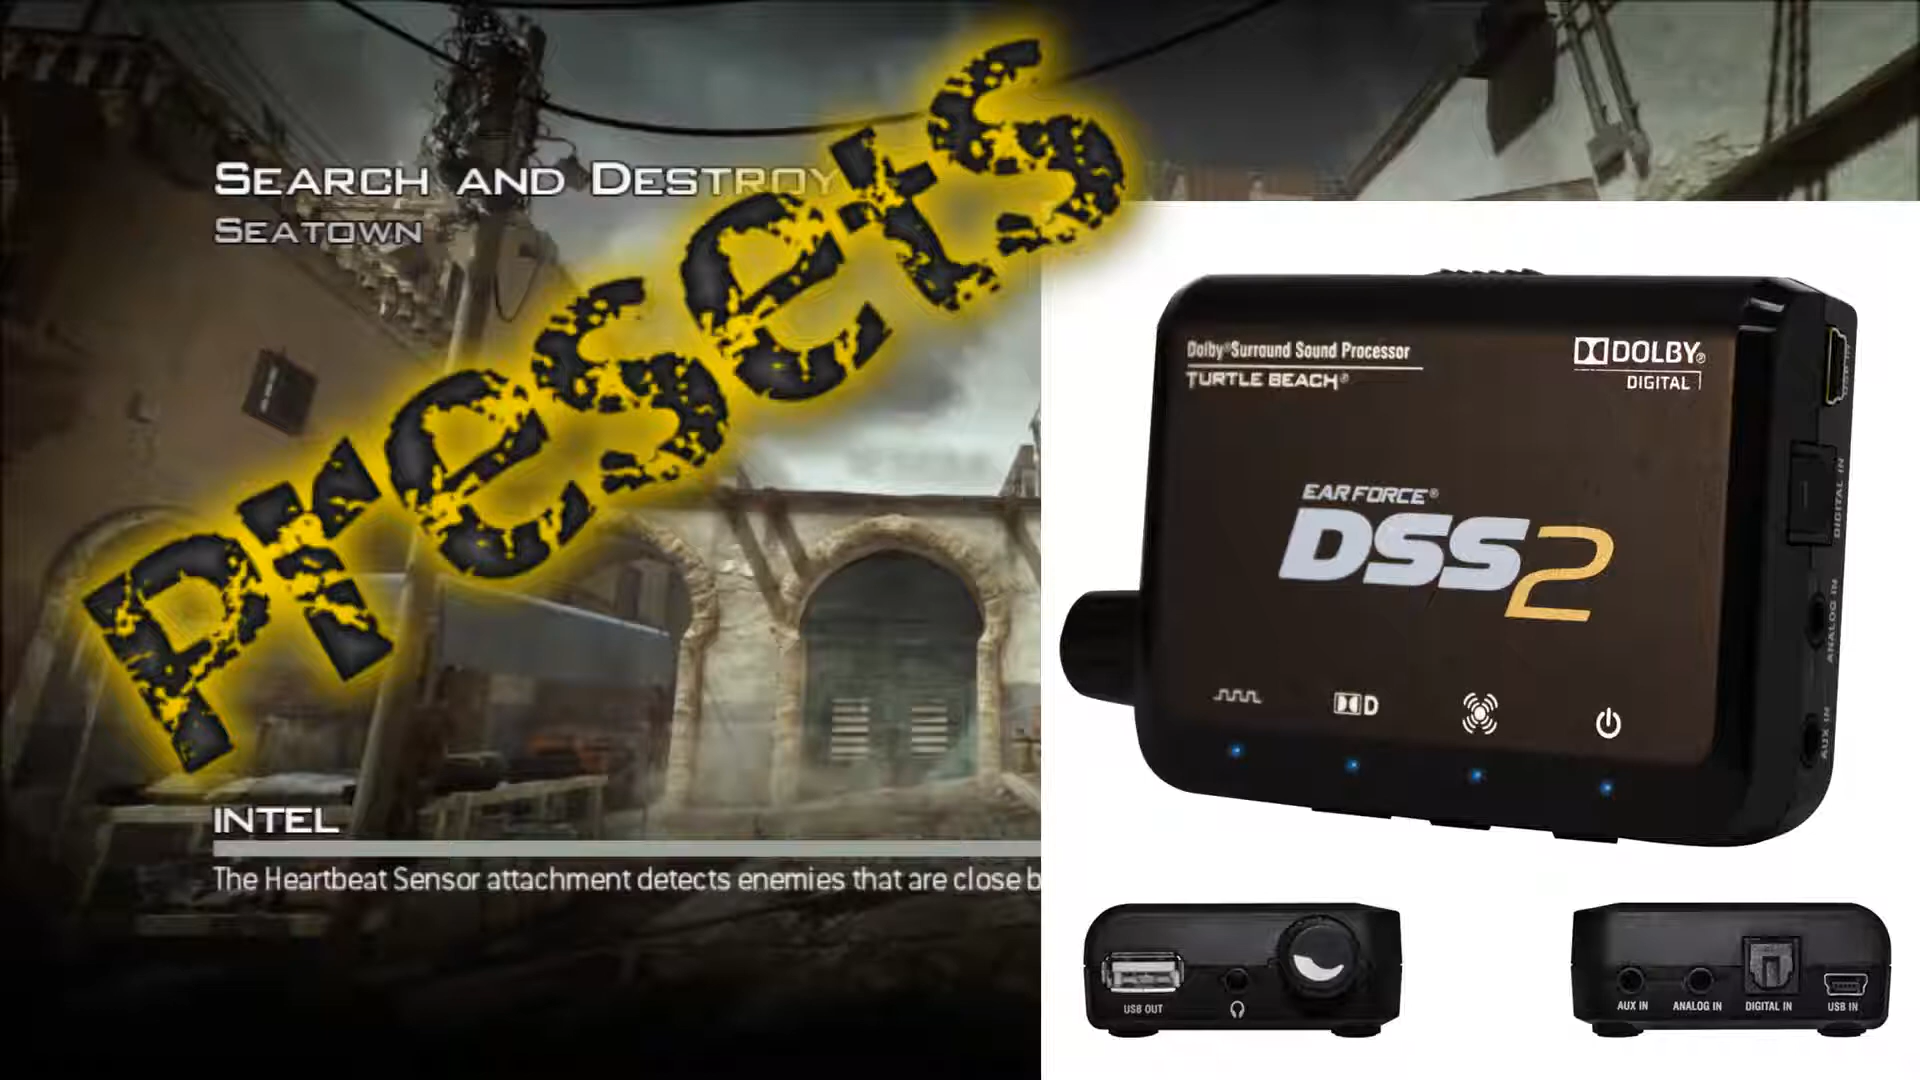 SEARCH AND DESTROY
SEATOWN
Presets
INTEL
The Heartbeat Sensor attachment detects enemies that are close b
Dolby® Surround Sound Processor
TURTLE BEACH®
DOLBY®
DIGITAL
EAR FORCE®
DSS2
D
USB IN
DIGITAL IN
ANALOG IN
AUX IN
USB OUT
AUX IN
ANALOG IN
DIGITAL IN
USB IN